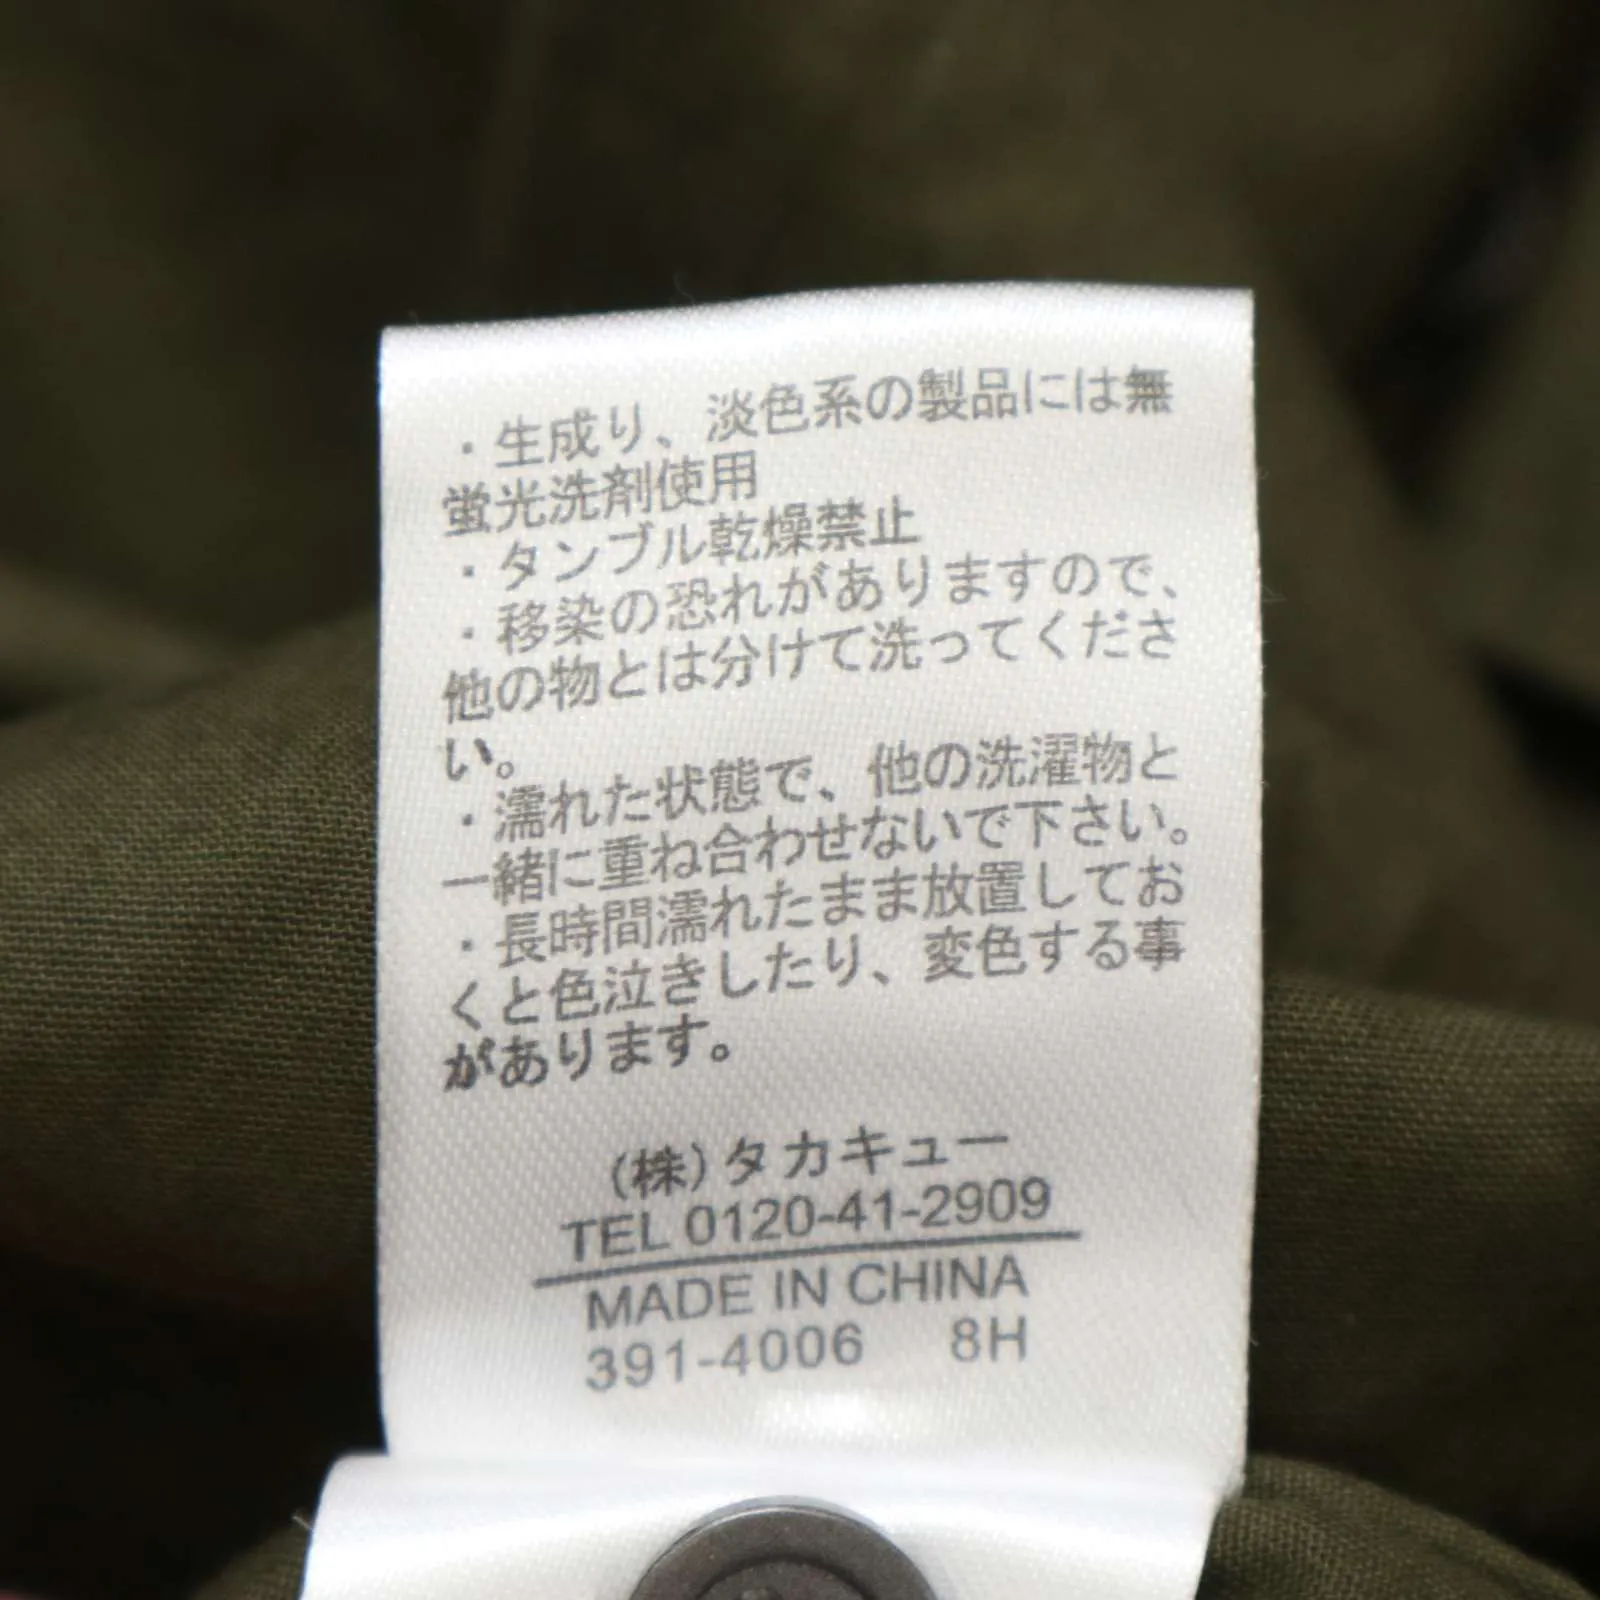 ・生成り、淡色系の製品には無
蛍光洗剤使用
・タンブル乾燥禁止
・移染の恐れがありますので、
他の物とは分けて洗ってくださ
い。
・濡れた状態で、他の洗濯物と
一緒に重ね合わせないで下さい。
・長時間濡れたまま放置してお
くと色泣きしたり、変色する事
があります。
(株)タカキュー
TEL 0120-41-2909
MADE IN CHINA
391-4006 8H